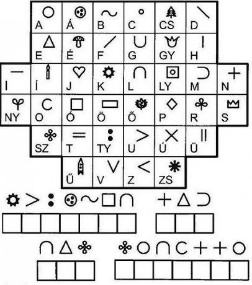 A Á B C CS D
E É F G GY H
I Í J K L LY M N
NY O Ó Ö Ő P R S
SZ T TY U Ú Ü
Ű V Z ZS